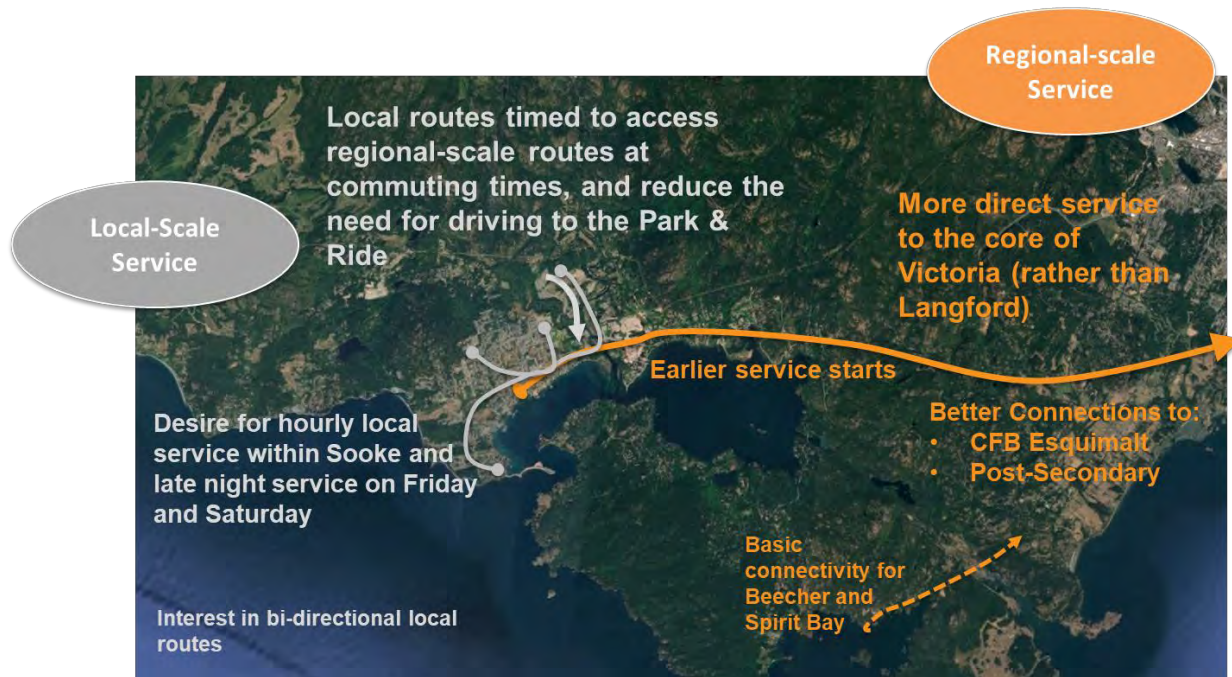 Regional-scale
Service
Local-Scale
Service
Local routes timed to access
regional-scale routes at
commuting times, and reduce the
need for driving to the Park &
Ride
More direct service
to the core of
Victoria (rather than
Langford)
Earlier service starts
Better Connections to:
• CFB Esquimalt
• Post-Secondary
Desire for hourly local
service within Sooke and
late night service on Friday
and Saturday
Basic
connectivity for
Beecher and
Spirit Bay
Interest in bi-directional local
routes